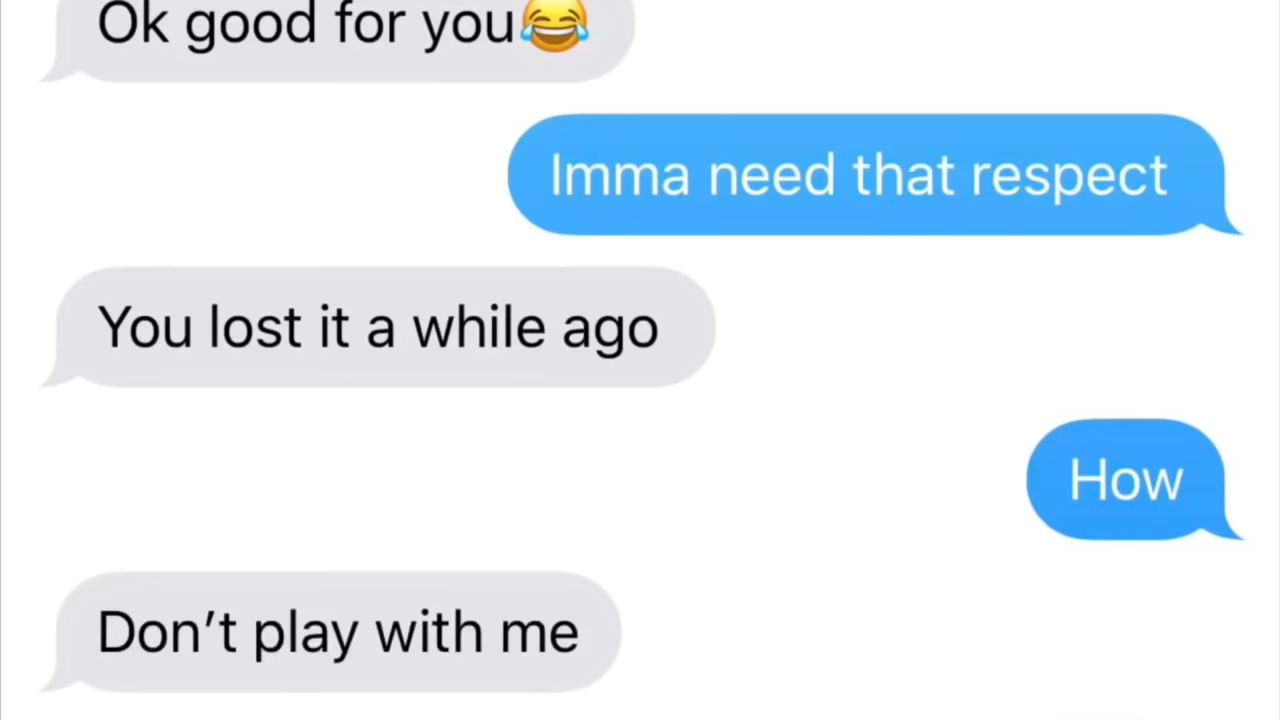 Ok good for you😂
Imma need that respect
You lost it a while ago
How
Don’t play with me